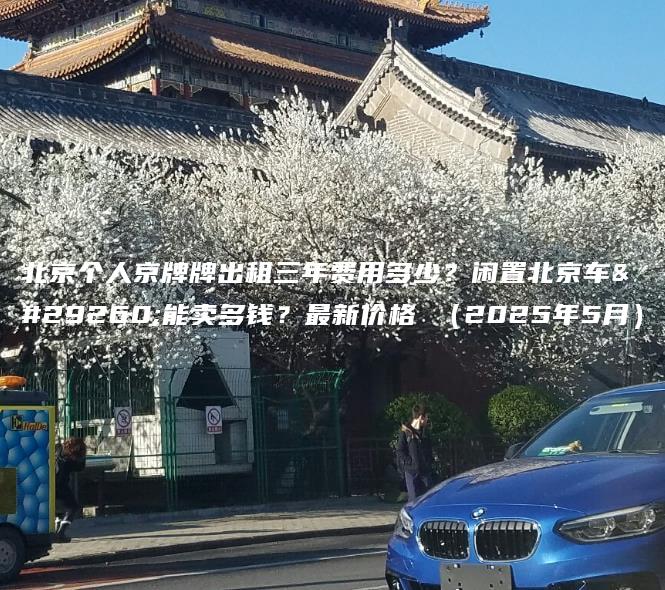 北京个人京牌牌出租三年费用多少？闲置北京车&
#29260;能卖多钱？最新价格 （2025年5月）